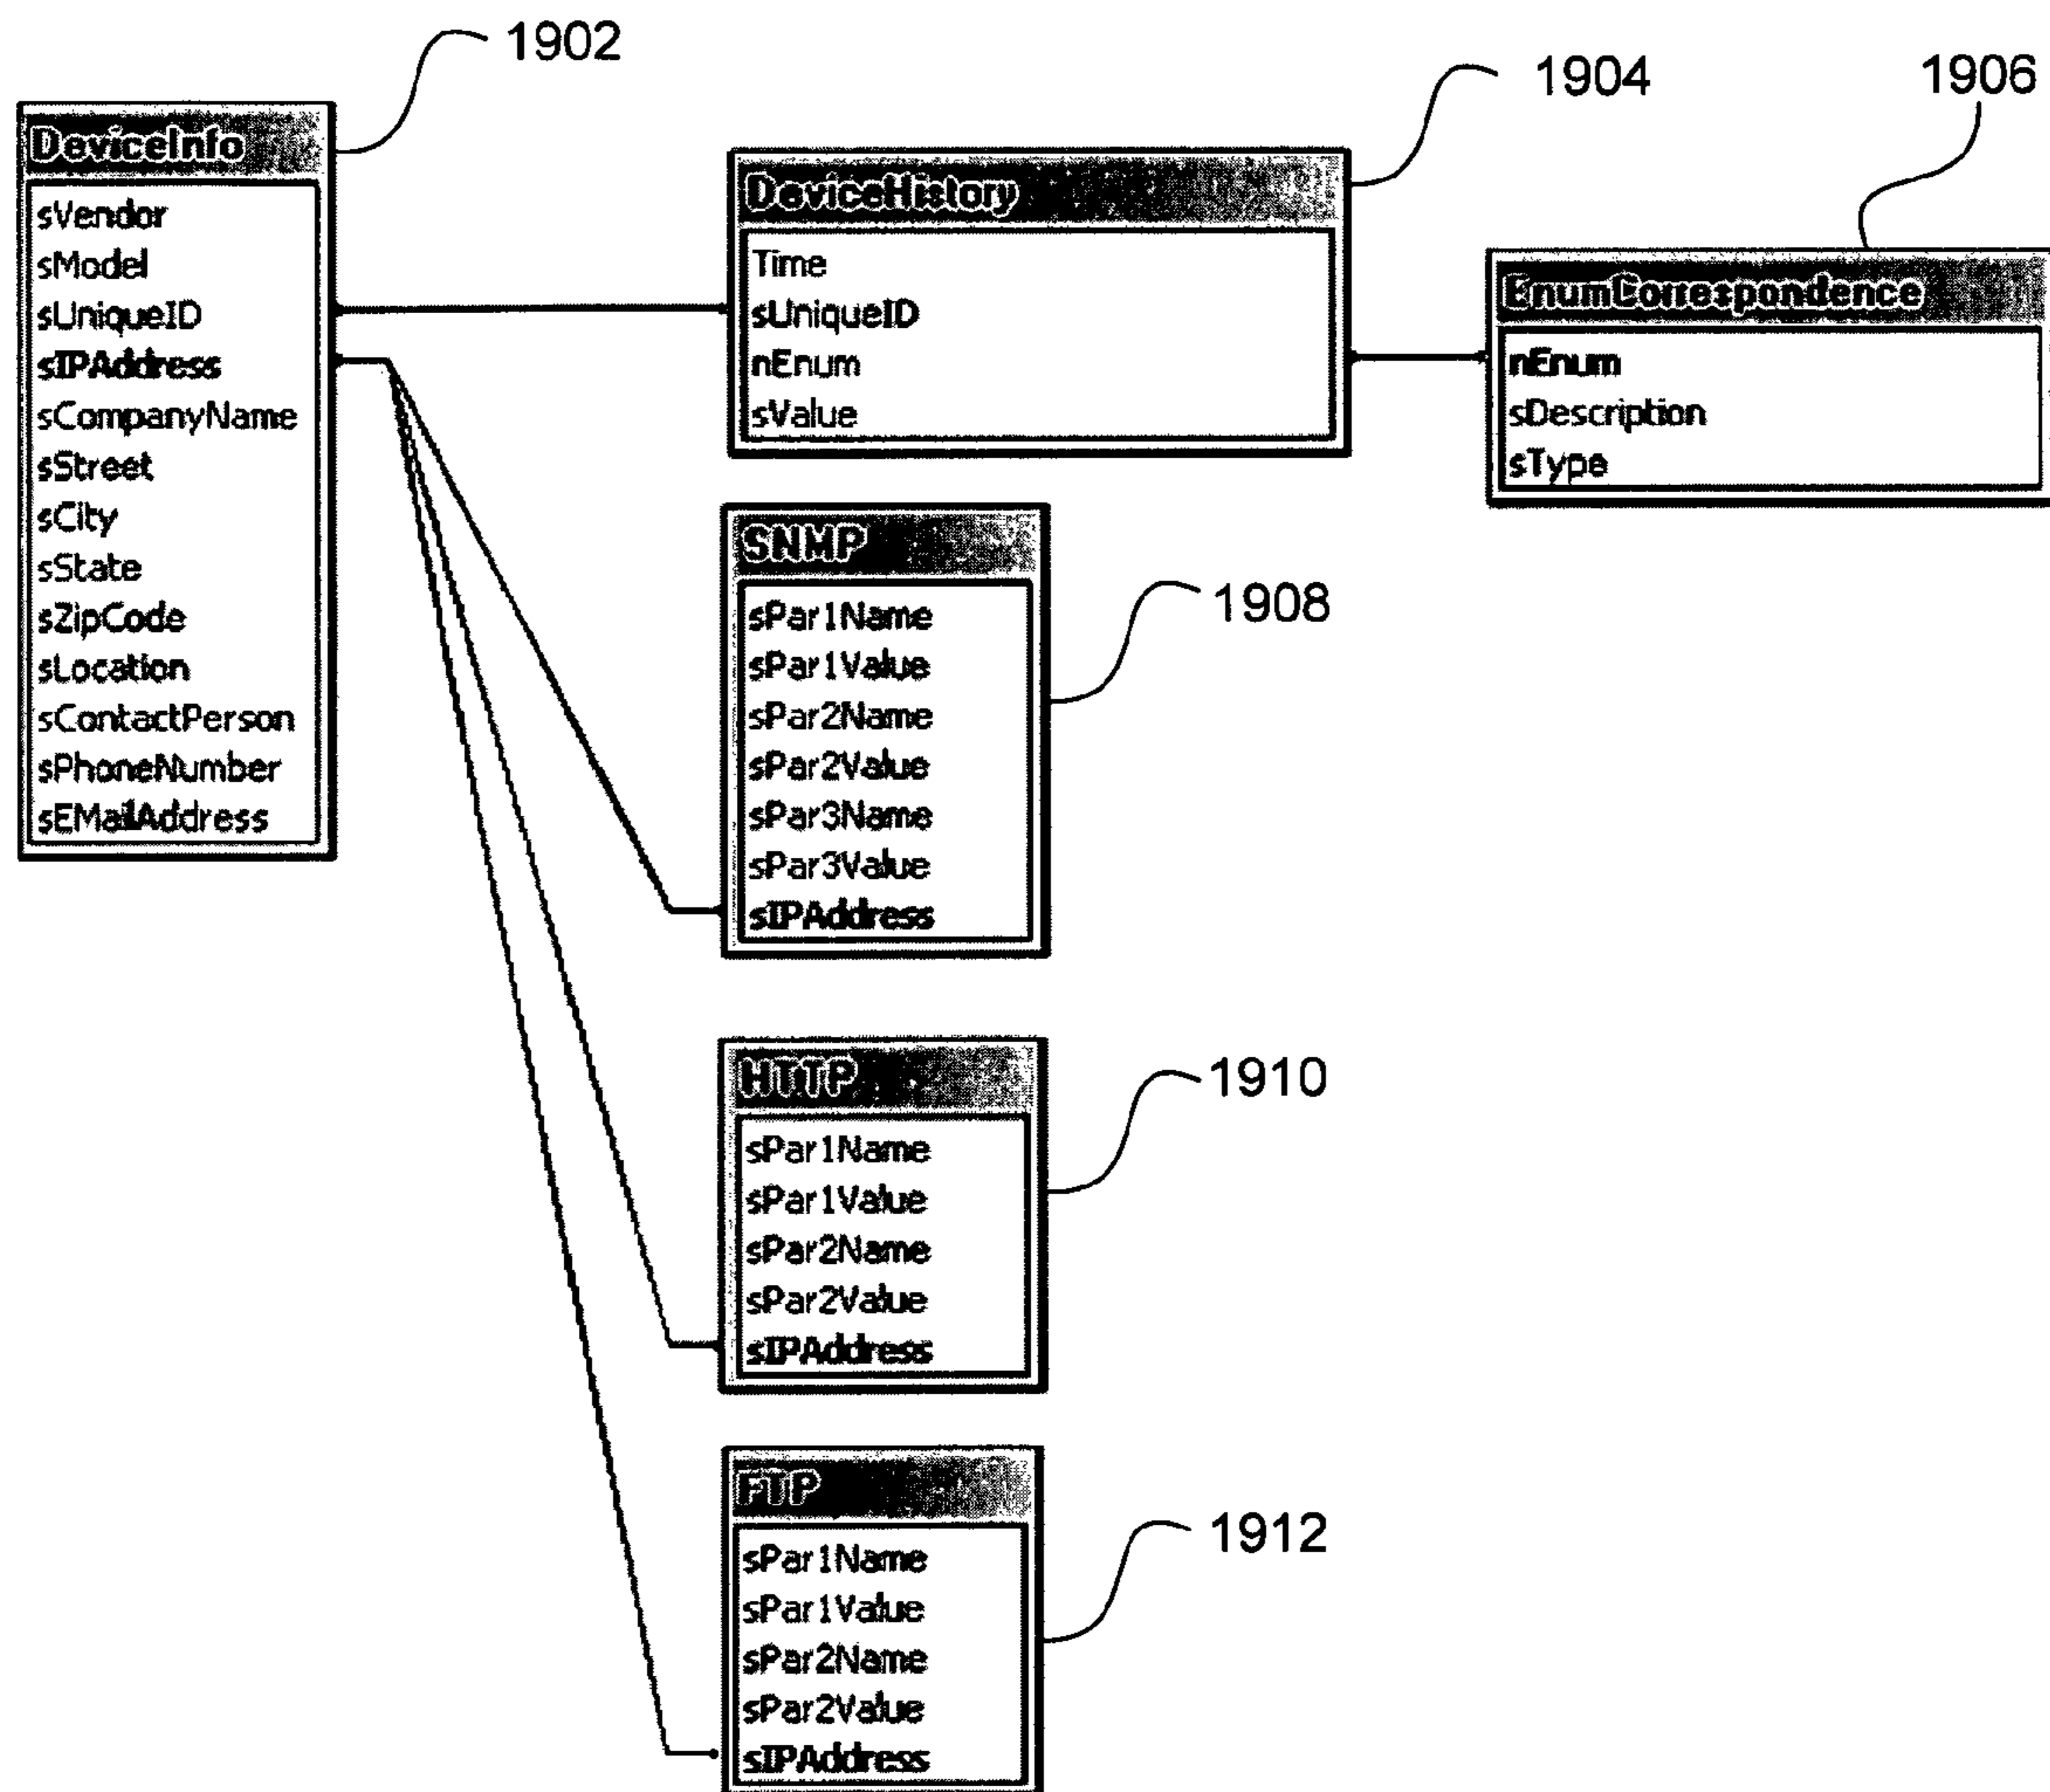 1902
DeviceInfo
sVendor
sModel
sUniqueID
sIPAddress
sCompanyName
sStreet
sCity
sState
sZipCode
sLocation
sContactPerson
sPhoneNumber
sEMailAddress
1904
DeviceHistory
Time
sUniqueID
nEnum
sValue
1906
EnumCorrespondence
nEnum
sDescription
sType
1908
SNMP
sPar1Name
sPar1Value
sPar2Name
sPar2Value
sPar3Name
sPar3Value
sIPAddress
1910
HTTP
sPar1Name
sPar1Value
sPar2Name
sPar2Value
sIPAddress
1912
FTP
sPar1Name
sPar1Value
sPar2Name
sPar2Value
sIPAddress